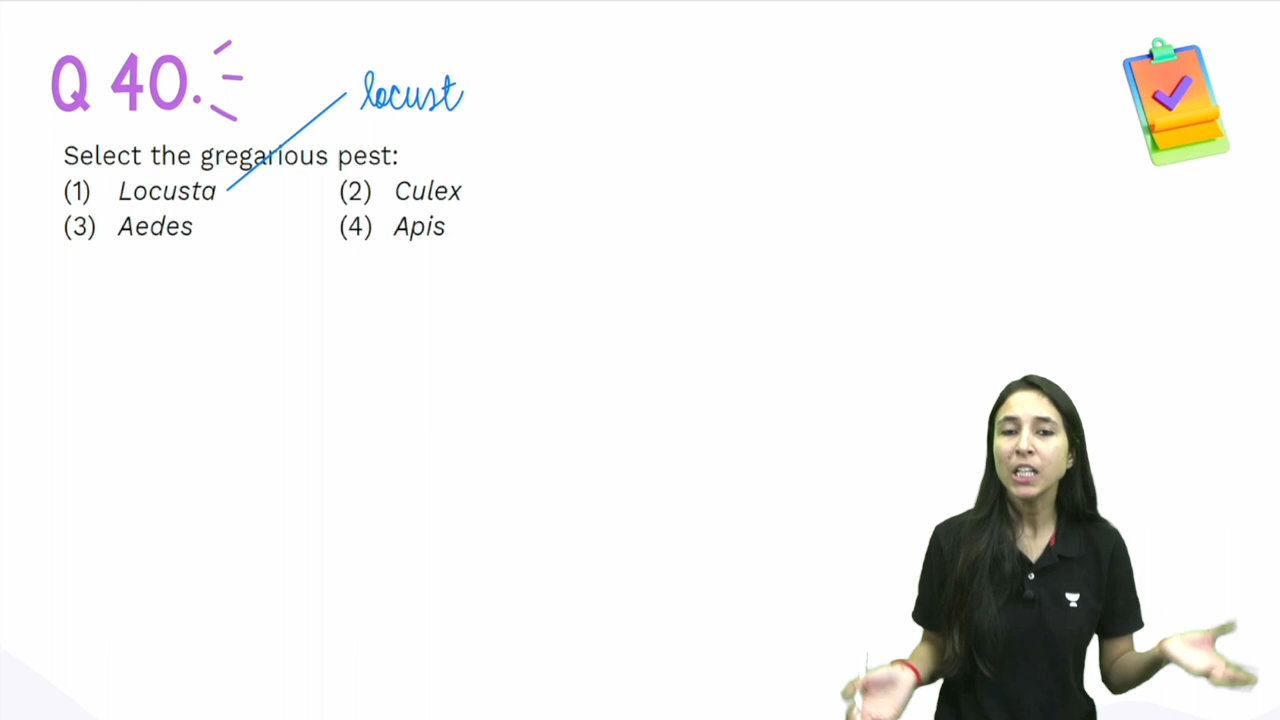 Q 40.
locust
Select the gregarious pest:
(1) Locusta (2) Culex
(3) Aedes (4) Apis